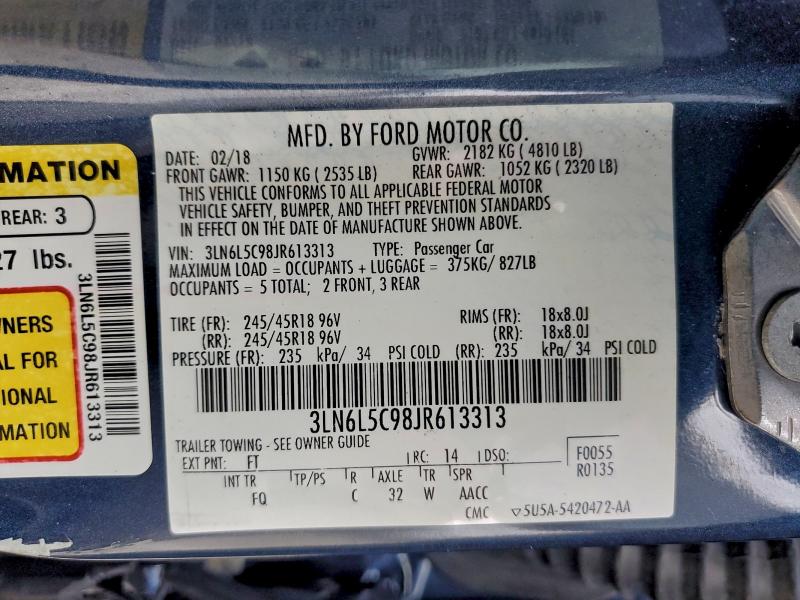 MFD. BY FORD MOTOR CO.
DATE: 02/18 GVWR: 2182 KG ( 4810 LB)
FRONT GAWR: 1150 KG ( 2535 LB) REAR GAWR: 1052 KG ( 2320 LB)
THIS VEHICLE CONFORMS TO ALL APPLICABLE FEDERAL MOTOR
VEHICLE SAFETY, BUMPER, AND THEFT PREVENTION STANDARDS
IN EFFECT ON THE DATE OF MANUFACTURE SHOWN ABOVE.
VIN: 3LN6L5C98JR613313 TYPE: Passenger Car
MAXIMUM LOAD = OCCUPANTS + LUGGAGE = 375KG/ 827LB
OCCUPANTS = 5 TOTAL; 2 FRONT, 3 REAR
TIRE (FR): 245/45R18 96V RIMS (FR): 18x8.0J
(RR): 245/45R18 96V (RR): 18x8.0J
PRESSURE (FR): 235 kPa/ 34 PSI COLD (RR): 235 kPa/ 34 PSI COLD
3LN6L5C98JR613313
TRAILER TOWING - SEE OWNER GUIDE
EXT PNT: FT RC: 14 DSO: F0055
R0135
INT TR TP/PS R AXLE TR SPR
FQ C 32 W AACC
CMC ▽5U5A-5420472-AA
RMATION
REAR: 3
27 lbs.
WNERS
AL FOR
IONAL
RMATION
3LN6L5C98JR613313